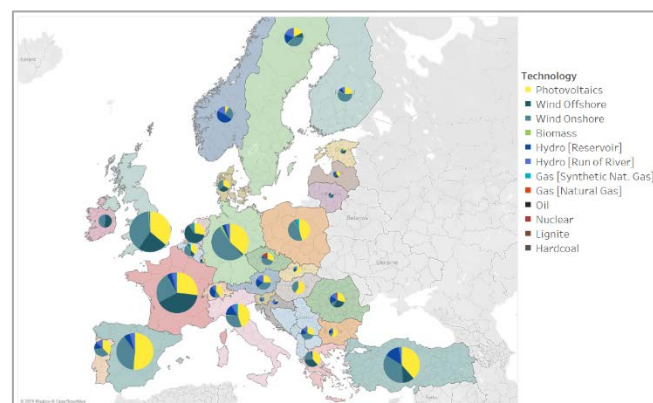 Technology
Photovoltaics
Wind Offshore
Wind Onshore
Biomass
Hydro [Reservoir]
Hydro [Run of River]
Gas [Synthetic Nat. Gas]
Gas [Natural Gas]
Oil
Nuclear
Lignite
Hardcoal
Belarus
Ukraine